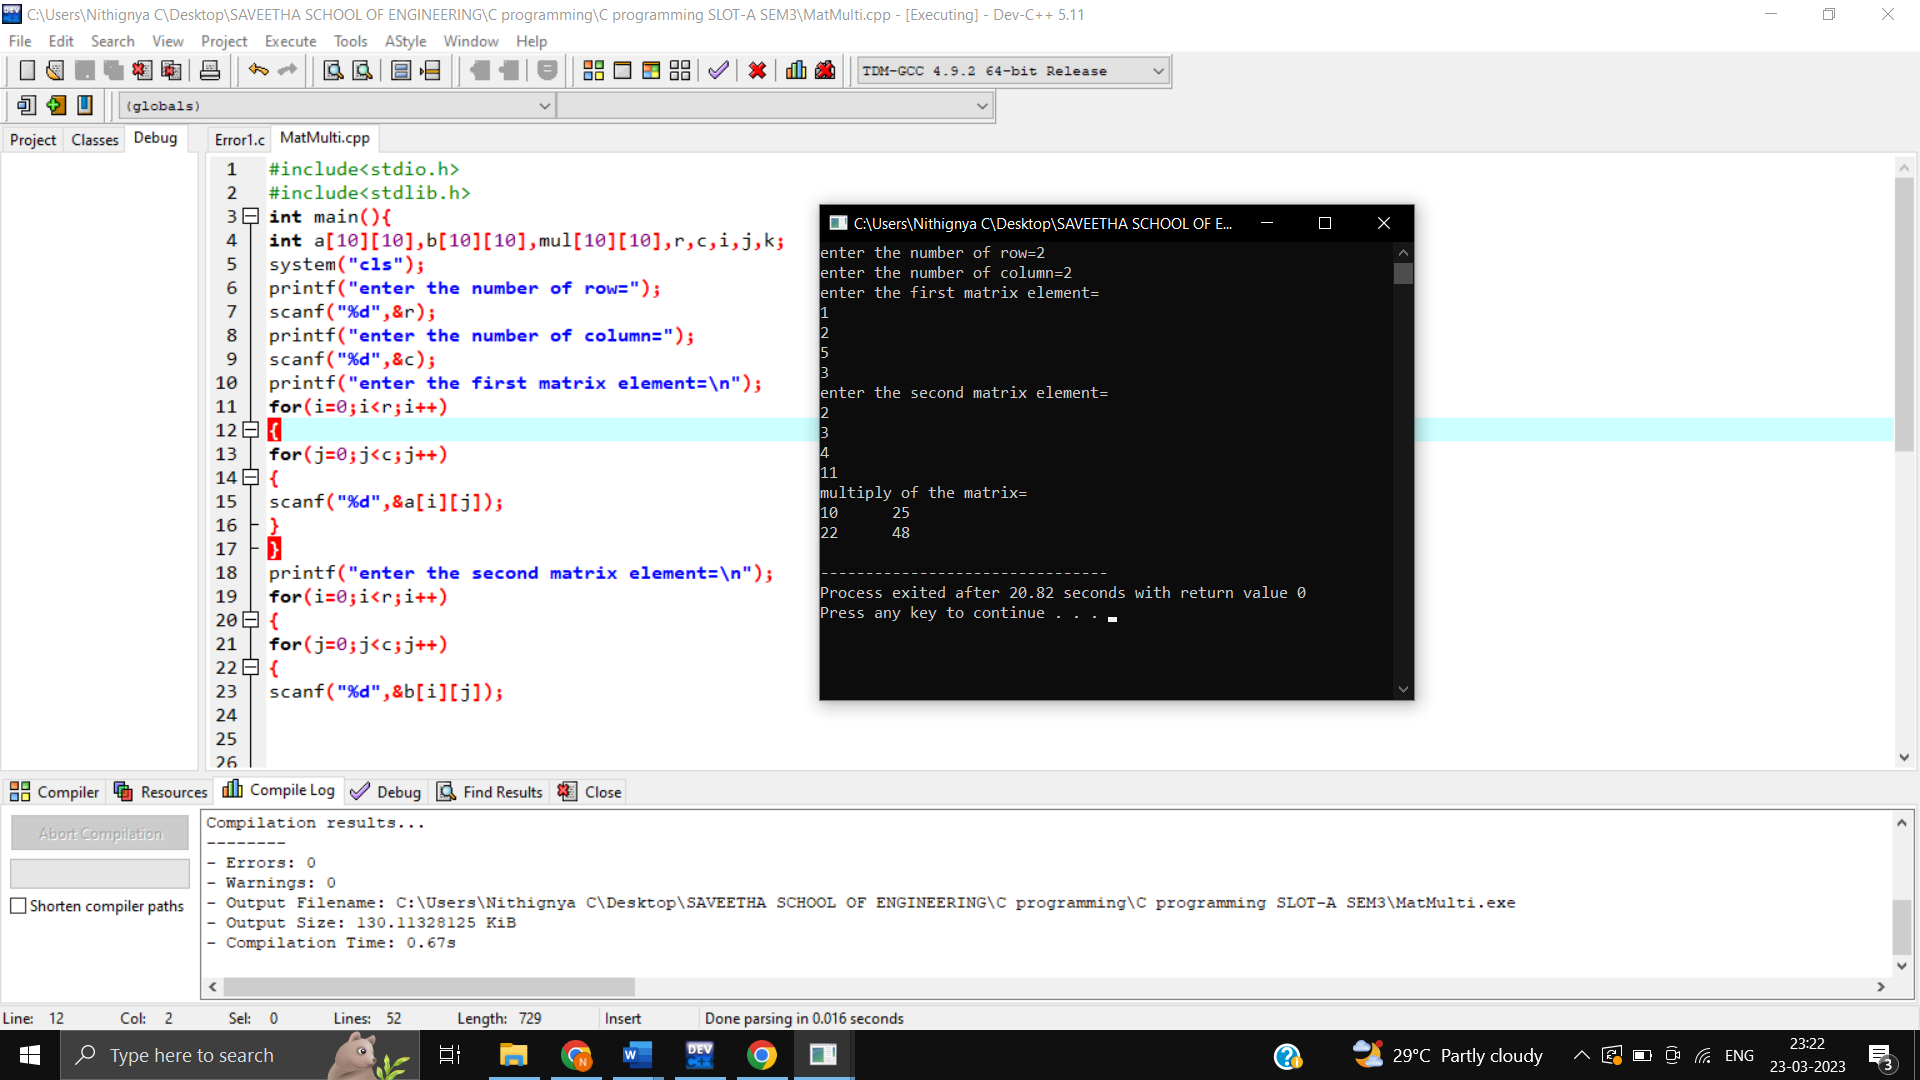 C:\Users\Nithignya C\Desktop\SAVEETHA SCHOOL OF ENGINEERING\C programming\C programming SLOT-A SEM3\MatMulti.cpp - [Executing] - Dev-C++ 5.11
File Edit Search View Project Execute Tools AStyle Window Help
TDM-GCC 4.9.2 64-bit Release
(globals)
Project Classes Debug
Error1.c MatMulti.cpp
1 #include<stdio.h>
2 #include<stdlib.h>
3 int main(){
4 int a[10][10],b[10][10],mul[10][10],r,c,i,j,k;
5 system("cls");
6 printf("enter the number of row=");
7 scanf("%d",&r);
8 printf("enter the number of column=");
9 scanf("%d",&c);
10 printf("enter the first matrix element=\n");
11 for(i=0;i<r;i++)
12 {
13 for(j=0;j<c;j++)
14 {
15 scanf("%d",&a[i][j]);
16 }
17 }
18 printf("enter the second matrix element=\n");
19 for(i=0;i<r;i++)
20 {
21 for(j=0;j<c;j++)
22 {
23 scanf("%d",&b[i][j]);
24
25
26
C:\Users\Nithignya C\Desktop\SAVEETHA SCHOOL OF E...
enter the number of row=2
enter the number of column=2
enter the first matrix element=
1
2
5
3
enter the second matrix element=
2
3
4
11
multiply of the matrix=
10 25
22 48
--------------------------------
Process exited after 20.82 seconds with return value 0
Press any key to continue . . .
Compiler Resources Compile Log Debug Find Results Close
Abort Compilation
Shorten compiler paths
Compilation results...
--------
- Errors: 0
- Warnings: 0
- Output Filename: C:\Users\Nithignya C\Desktop\SAVEETHA SCHOOL OF ENGINEERING\C programming\C programming SLOT-A SEM3\MatMulti.exe
- Output Size: 130.11328125 KiB
- Compilation Time: 0.67s
Line: 12 Col: 2 Sel: 0 Lines: 52 Length: 729 Insert Done parsing in 0.016 seconds
Type here to search
29°C Partly cloudy
ENG
23:22
23-03-2023
3